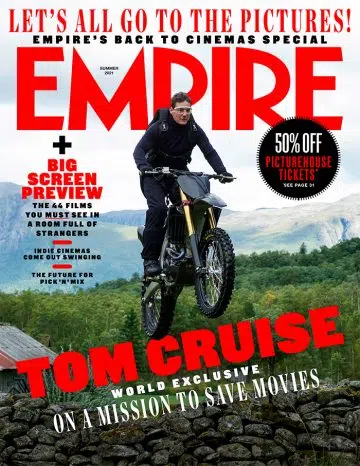 LET'S ALL GO TO THE PICTURES!
EMPIRE'S BACK TO CINEMAS SPECIAL
SUMMER
2021
EMPIRE
+
BIG
SCREEN
PREVIEW
THE 44 FILMS
YOU MUST SEE IN
A ROOM FULL OF
STRANGERS
INDIE CINEMAS
COME OUT SWINGING
THE FUTURE FOR
PICK'N'MIX
50% OFF
PICTUREHOUSE
TICKETS*
*SEE PAGE 31
TOM CRUISE
WORLD EXCLUSIVE
ON A MISSION TO SAVE MOVIES